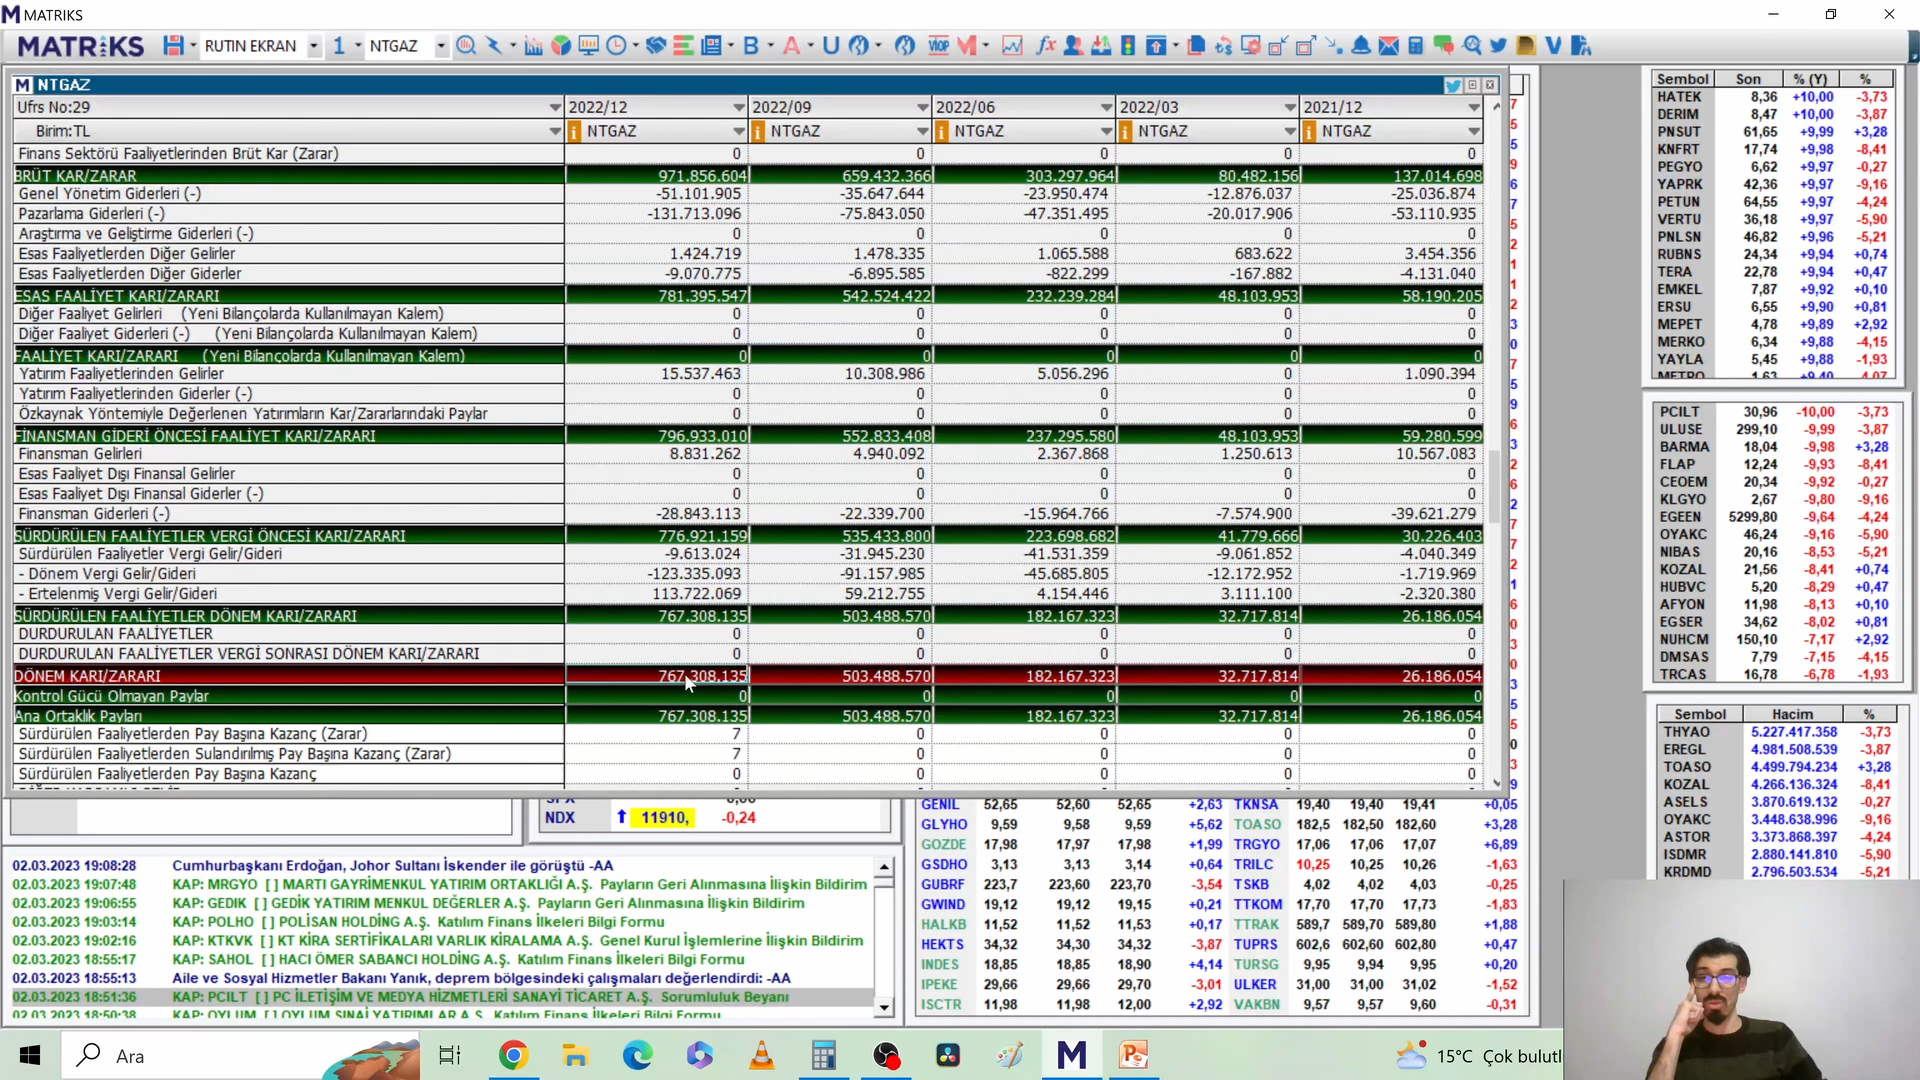 MATRIKS
MATRIKS RUTIN EKRAN 1 NTGAZ B A U VIOP M fx V
NTGAZ
Ufrs No:29 2022/12 2022/09 2022/06 2022/03 2021/12
Birim:TL NTGAZ NTGAZ NTGAZ NTGAZ NTGAZ
Finans Sektörü Faaliyetlerinden Brüt Kar (Zarar) 0 0 0 0 0
BRÜT KAR/ZARAR 971.856.604 659.432.366 303.297.964 80.482.156 137.014.698
Genel Yönetim Giderleri (-) -51.101.905 -35.647.644 -23.950.474 -12.876.037 -25.036.874
Pazarlama Giderleri (-) -131.713.096 -75.843.050 -47.351.495 -20.017.906 -53.110.935
Araştırma ve Geliştirme Giderleri (-) 0 0 0 0 0
Esas Faaliyetlerden Diğer Gelirler 1.424.719 1.478.335 1.065.588 683.622 3.454.356
Esas Faaliyetlerden Diğer Giderler -9.070.775 -6.895.585 -822.299 -167.882 -4.131.040
ESAS FAALİYET KARI/ZARARI 781.395.547 542.524.422 232.239.284 48.103.953 58.190.205
Diğer Faaliyet Gelirleri (Yeni Bilançolarda Kullanılmayan Kalem) 0 0 0 0 0
Diğer Faaliyet Giderleri (-) (Yeni Bilançolarda Kullanılmayan Kalem) 0 0 0 0 0
FAALİYET KARI/ZARARI (Yeni Bilançolarda Kullanılmayan Kalem) 0 0 0 0 0
Yatırım Faaliyetlerinden Gelirler 15.537.463 10.308.986 5.056.296 0 1.090.394
Yatırım Faaliyetlerinden Giderler (-) 0 0 0 0 0
Özkaynak Yöntemiyle Değerlenen Yatırımların Kar/Zararlarındaki Paylar 0 0 0 0 0
FİNANSMAN GİDERİ ÖNCESİ FAALİYET KARI/ZARARI 796.933.010 552.833.408 237.295.580 48.103.953 59.280.599
Finansman Gelirleri 8.831.262 4.940.092 2.367.868 1.250.613 10.567.083
Esas Faaliyet Dışı Finansal Gelirler 0 0 0 0 0
Esas Faaliyet Dışı Finansal Giderler (-) 0 0 0 0 0
Finansman Giderleri (-) -28.843.113 -22.339.700 -15.964.766 -7.574.900 -39.621.279
SÜRDÜRÜLEN FAALİYETLER VERGİ ÖNCESİ KARI/ZARARI 776.921.159 535.433.800 223.698.682 41.779.666 30.226.403
Sürdürülen Faaliyetler Vergi Gelir/Gideri -9.613.024 -31.945.230 -41.531.359 -9.061.852 -4.040.349
- Dönem Vergi Gelir/Gideri -123.335.093 -91.157.985 -45.685.805 -12.172.952 -1.719.969
- Ertelenmiş Vergi Gelir/Gideri 113.722.069 59.212.755 4.154.446 3.111.100 -2.320.380
SÜRDÜRÜLEN FAALİYETLER DÖNEM KARI/ZARARI 767.308.135 503.488.570 182.167.323 32.717.814 26.186.054
DURDURULAN FAALİYETLER 0 0 0 0 0
DURDURULAN FAALİYETLER VERGİ SONRASI DÖNEM KARI/ZARARI 0 0 0 0 0
DÖNEM KARI/ZARARI 767.308.135 503.488.570 182.167.323 32.717.814 26.186.054
Kontrol Gücü Olmayan Paylar 0 0 0 0 0
Ana Ortaklık Payları 767.308.135 503.488.570 182.167.323 32.717.814 26.186.054
Sürdürülen Faaliyetlerden Pay Başına Kazanç (Zarar) 7 0 0 0 0
Sürdürülen Faaliyetlerden Sulandırılmış Pay Başına Kazanç (Zarar) 7 0 0 0 0
Sürdürülen Faaliyetlerden Pay Başına Kazanç 0 0 0 0 0
Sembol Son % (Y) %
HATEK 8,36 +10,00 -3,73
DERIM 8,47 +10,00 -3,87
PNSUT 61,65 +9,99 +3,28
KNFRT 17,74 +9,98 -8,41
PEGYO 6,62 +9,97 -0,27
YAPRK 42,36 +9,97 -9,16
PETUN 64,55 +9,97 -4,24
VERTU 36,18 +9,97 -5,90
PNLSN 46,82 +9,96 -5,21
RUBNS 24,34 +9,94 +0,74
TERA 22,78 +9,94 +0,47
EMKEL 7,87 +9,92 +0,10
ERSU 6,55 +9,90 +0,81
MEPET 4,78 +9,89 +2,92
MERKO 6,34 +9,88 -4,15
YAYLA 5,45 +9,88 -1,93
METRO 1,63 +9,40 -4,07
PCILT 30,96 -10,00 -3,73
ULUSE 299,10 -9,99 -3,87
BARMA 18,04 -9,98 +3,28
FLAP 12,24 -9,93 -8,41
CEOEM 20,34 -9,92 -0,27
KLGYO 2,67 -9,80 -9,16
EGEEN 5299,80 -9,64 -4,24
OYAKC 46,24 -9,16 -5,90
NIBAS 20,16 -8,53 -5,21
KOZAL 21,56 -8,41 +0,74
HUBVC 5,20 -8,29 +0,47
AFYON 11,98 -8,13 +0,10
EGSER 34,62 -8,02 +0,81
NUHCM 150,10 -7,17 +2,92
DMSAS 7,79 -7,15 -4,15
TRCAS 16,78 -6,78 -1,93
Sembol Hacim %
THYAO 5.227.417.358 -3,73
EREGL 4.981.508.539 -3,87
TOASO 4.499.794.234 +3,28
KOZAL 4.266.136.324 -8,41
ASELS 3.870.619.132 -0,27
OYAKC 3.448.638.996 -9,16
ASTOR 3.373.868.397 -4,24
ISDMR 2.880.141.810 -5,90
KRDMD 2.796.503.534 -5,21
NDX 11910, -0,24
GENIL 52,65 52,60 52,65 +2,63 TKNSA 19,40 19,40 19,41 +0,05
GLYHO 9,59 9,58 9,59 +5,62 TOASO 182,5 182,50 182,60 +3,28
GOZDE 17,98 17,97 17,98 +1,99 TRGYO 17,06 17,06 17,07 +6,89
GSDHO 3,13 3,13 3,14 +0,64 TRILC 10,25 10,25 10,26 -1,63
GUBRF 223,7 223,60 223,70 -3,54 TSKB 4,02 4,02 4,03 -0,25
GWIND 19,12 19,12 19,15 +0,21 TTKOM 17,70 17,70 17,73 -1,83
HALKB 11,52 11,52 11,53 +0,17 TTRAK 589,7 589,70 589,80 +1,88
HEKTS 34,32 34,30 34,32 -3,87 TUPRS 602,6 602,60 602,80 +0,47
INDES 18,85 18,85 18,90 +4,14 TURSG 9,95 9,94 9,95 +0,20
IPEKE 29,66 29,66 29,70 -3,01 ULKER 31,00 31,00 31,02 -1,52
ISCTR 11,98 11,98 12,00 +2,92 VAKBN 9,57 9,57 9,60 -0,31
02.03.2023 19:08:28 Cumhurbaşkanı Erdoğan, Johor Sultanı İskender ile görüştü -AA
02.03.2023 19:07:48 KAP: MRGYO [ ] MARTI GAYRİMENKUL YATIRIM ORTAKLIĞI A.Ş. Payların Geri Alınmasına İlişkin Bildirim
02.03.2023 19:06:55 KAP: GEDIK [ ] GEDİK YATIRIM MENKUL DEĞERLER A.Ş. Payların Geri Alınmasına İlişkin Bildirim
02.03.2023 19:03:14 KAP: POLHO [ ] POLİSAN HOLDİNG A.Ş. Katılım Finans İlkeleri Bilgi Formu
02.03.2023 19:02:16 KAP: KTKVK [ ] KT KİRA SERTİFİKALARI VARLIK KİRALAMA A.Ş. Genel Kurul İşlemlerine İlişkin Bildirim
02.03.2023 18:55:17 KAP: SAHOL [ ] HACI ÖMER SABANCI HOLDİNG A.Ş. Katılım Finans İlkeleri Bilgi Formu
02.03.2023 18:55:13 Aile ve Sosyal Hizmetler Bakanı Yanık, deprem bölgesindeki çalışmaları değerlendirdi: -AA
02.03.2023 18:51:36 KAP: PCILT [ ] PC İLETİŞİM VE MEDYA HİZMETLERİ SANAYİ TİCARET A.Ş. Sorumluluk Beyanı
02.03.2023 18:50:38 KAP: OYLUM [ ] OYLUM SINAİ YATIRIMLAR A.Ş. Katılım Finans İlkeleri Bilgi Formu
Ara 15°C Çok bulutl